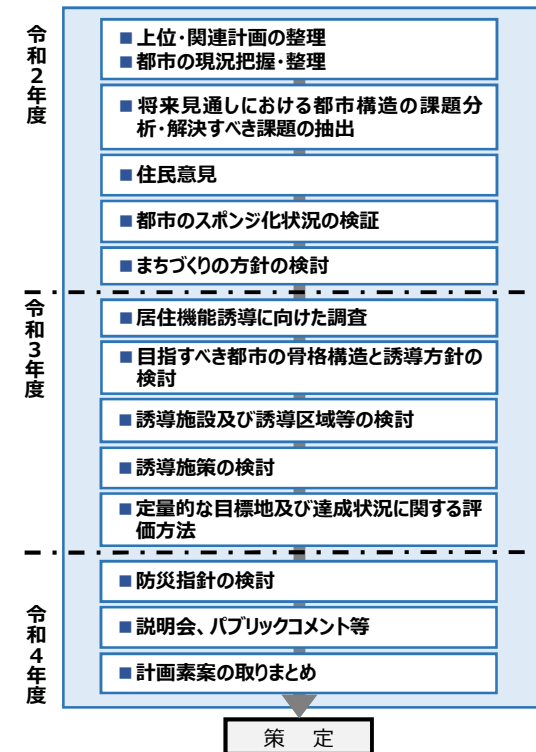 令和2年度
■上位・関連計画の整理
■都市の現況把握・整理
■将来見通しにおける都市構造の課題分
析・解決すべき課題の抽出
■住民意見
■都市のスポンジ化状況の検証
■まちづくりの方針の検討
令和3年度
■居住機能誘導に向けた調査
■目指すべき都市の骨格構造と誘導方針の
検討
■誘導施設及び誘導区域等の検討
■誘導施策の検討
■定量的な目標地及び達成状況に関する評
価方法
令和4年度
■防災指針の検討
■説明会、パブリックコメント等
■計画素案の取りまとめ
策 定